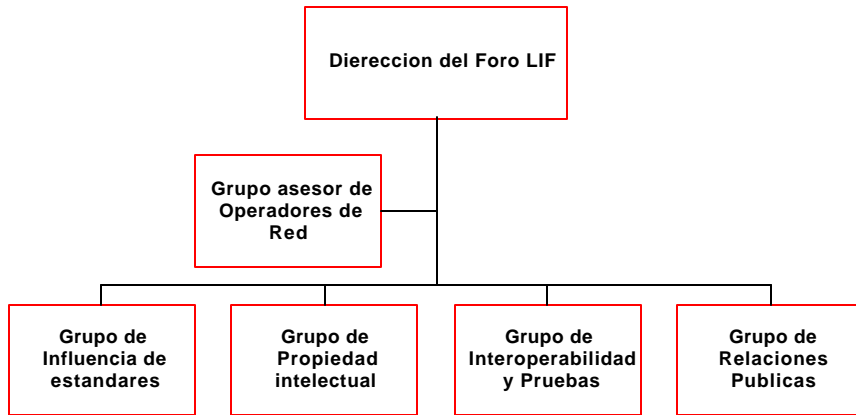 Diereccion del Foro LIF
Grupo asesor de
Operadores de
Red
Grupo de
Influencia de
estandares
Grupo de
Propiedad
intelectual
Grupo de
Interoperabilidad
y Pruebas
Grupo de
Relaciones
Publicas